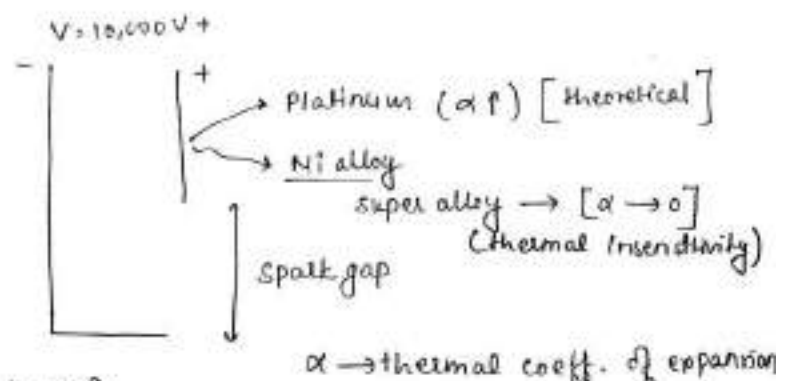 V = 10,000 V +
- +
Platinum (α↑) [theoretical]
Ni alloy
super alloy → [α → 0]
(thermal insensitivity)
spark gap
α → thermal coeff. of expansion